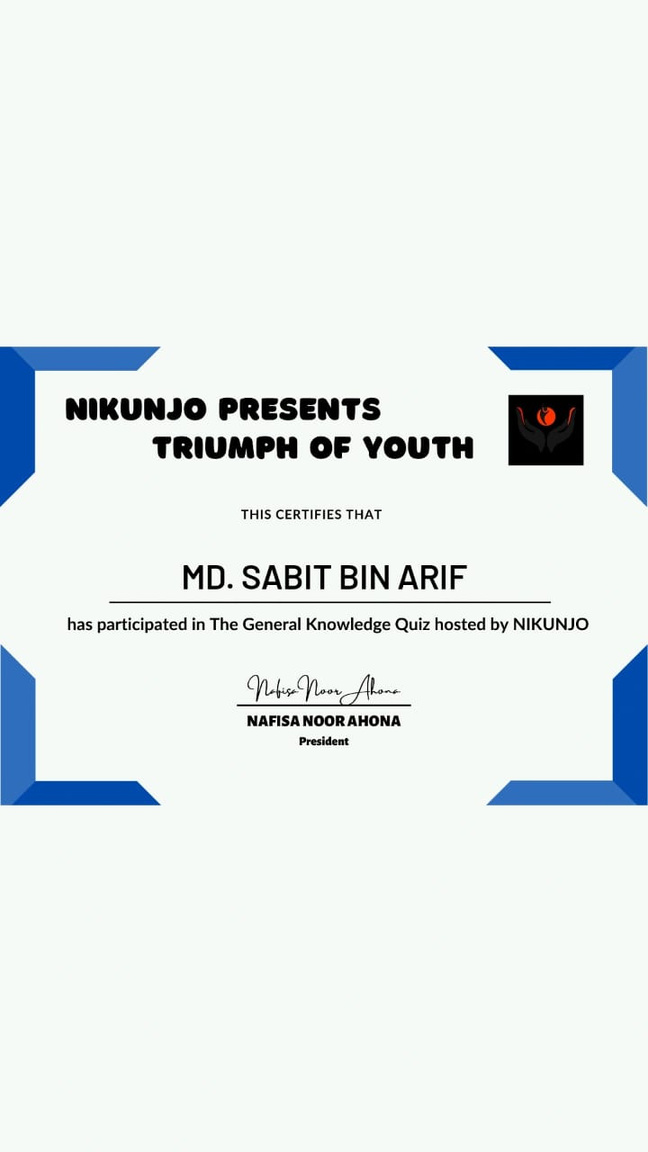 NIKUNJO PRESENTS
TRIUMPH OF YOUTH
THIS CERTIFIES THAT
MD. SABIT BIN ARIF
has participated in The General Knowledge Quiz hosted by NIKUNJO
Nafisa Noor Ahona
NAFISA NOOR AHONA
President